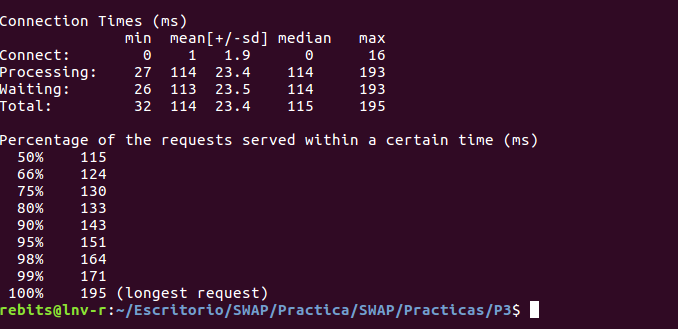 Connection Times (ms)
              min  mean[+/-sd] median   max
Connect:        0    1   1.9      0      16
Processing:    27  114  23.4    114     193
Waiting:       26  113  23.5    114     193
Total:         32  114  23.4    115     195
Percentage of the requests served within a certain time (ms)
  50%    115
  66%    124
  75%    130
  80%    133
  90%    143
  95%    151
  98%    164
  99%    171
 100%    195 (longest request)
rebits@lnv-r:~/Escritorio/SWAP/Practica/SWAP/Practicas/P3$